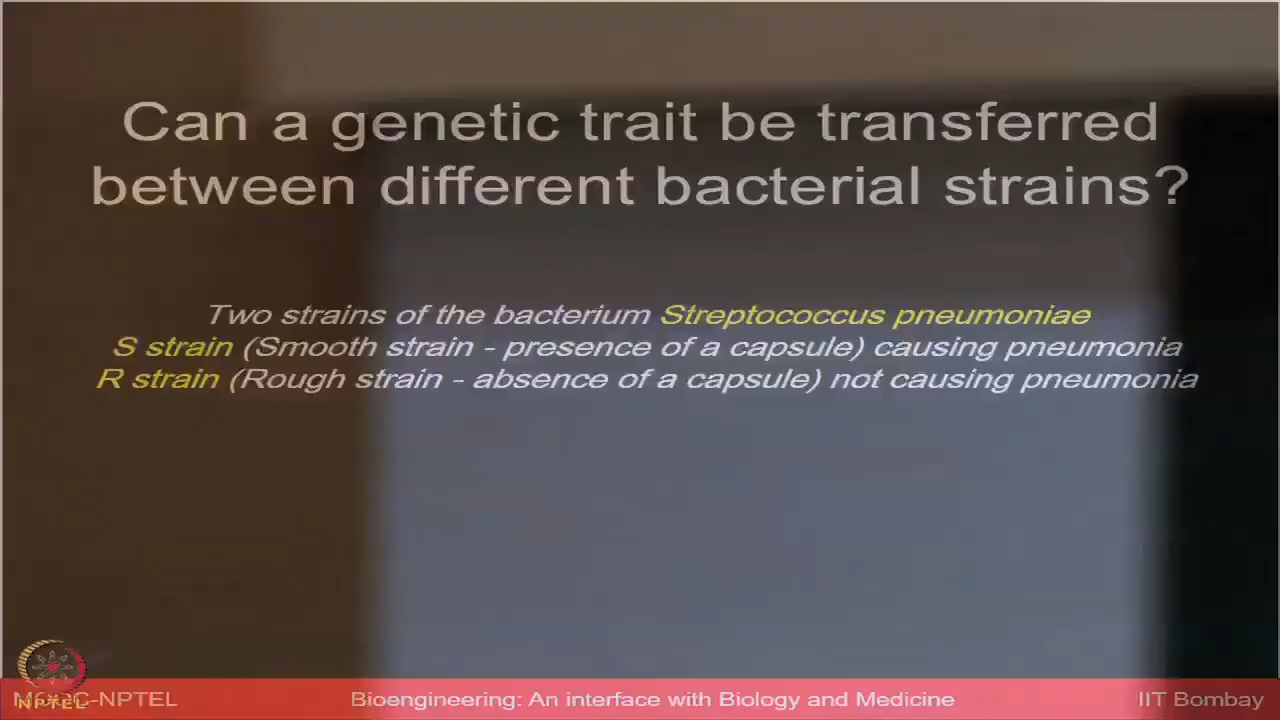 Can a genetic trait be transferred
between different bacterial strains?
Two strains of the bacterium Streptococcus pneumoniae
S strain (Smooth strain - presence of a capsule) causing pneumonia
R strain (Rough strain - absence of a capsule) not causing pneumonia
NPTEL
MOOC-NPTEL Bioengineering: An interface with Biology and Medicine IIT Bombay